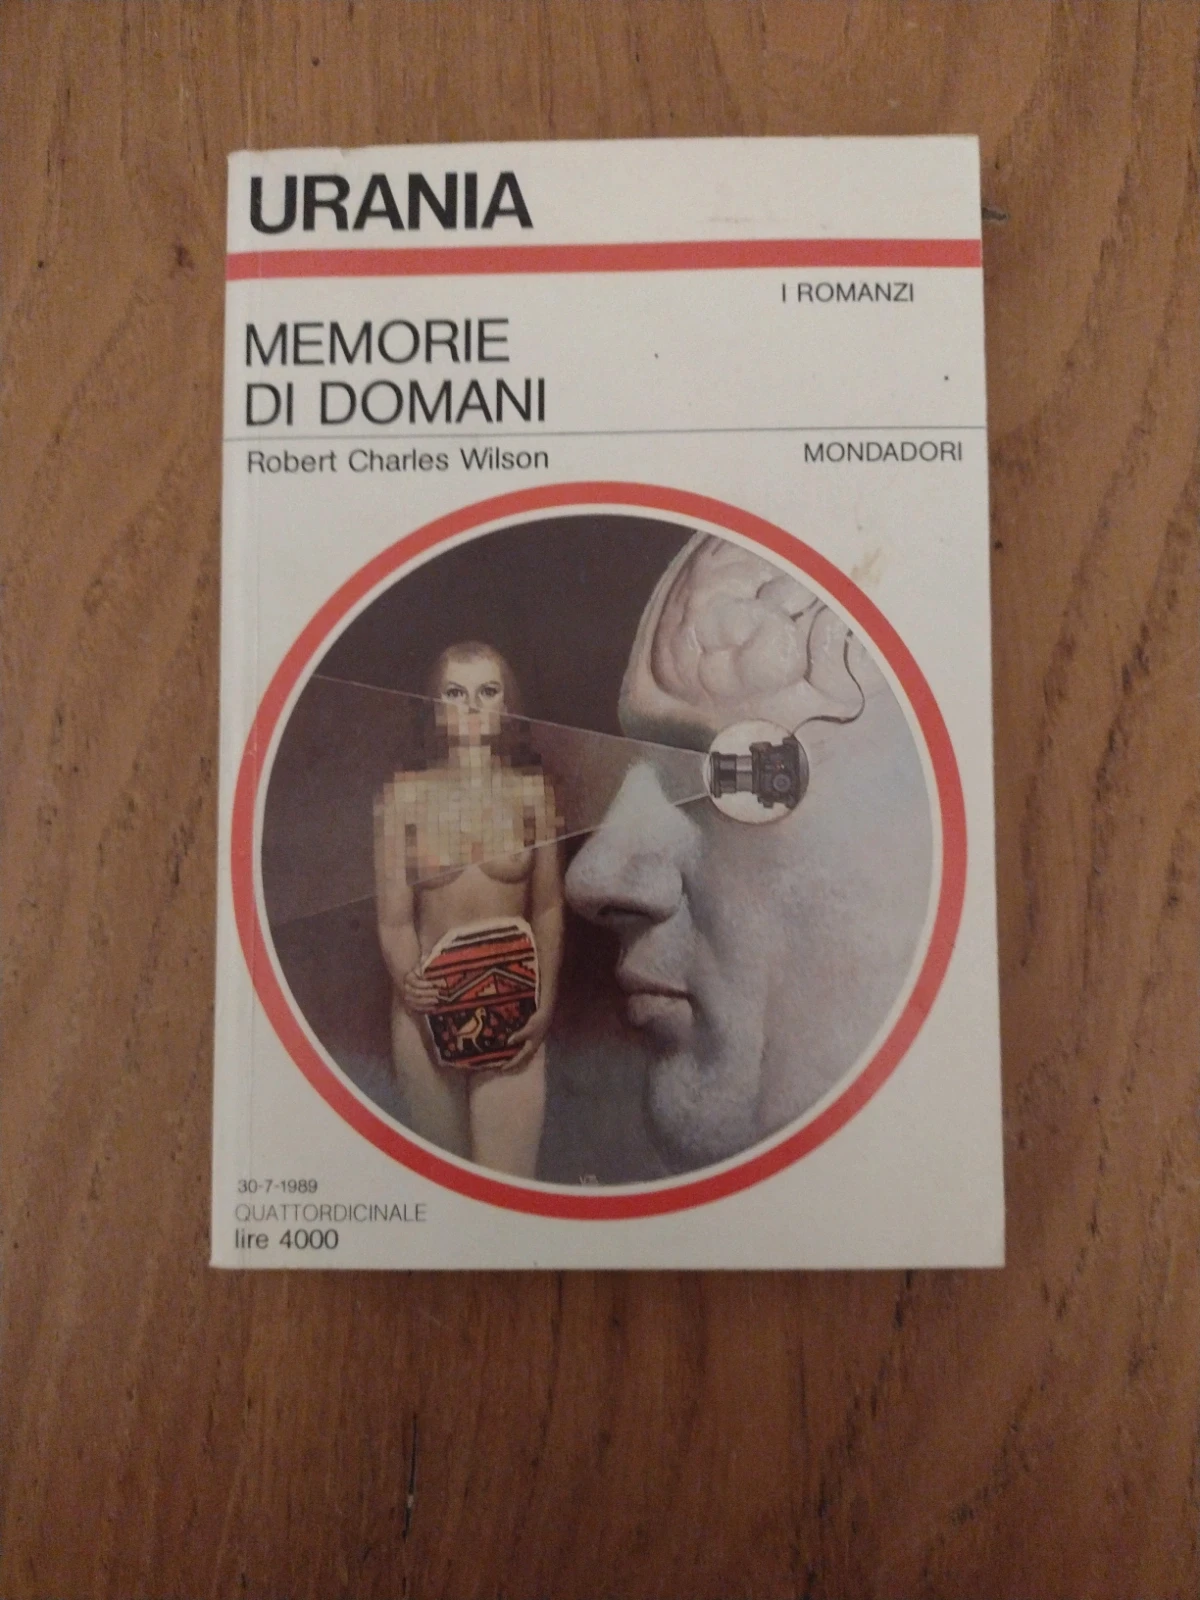 URANIA
I ROMANZI
MEMORIE
DI DOMANI
Robert Charles Wilson
MONDADORI
30-7-1989
QUATTORDICINALE
lire 4000